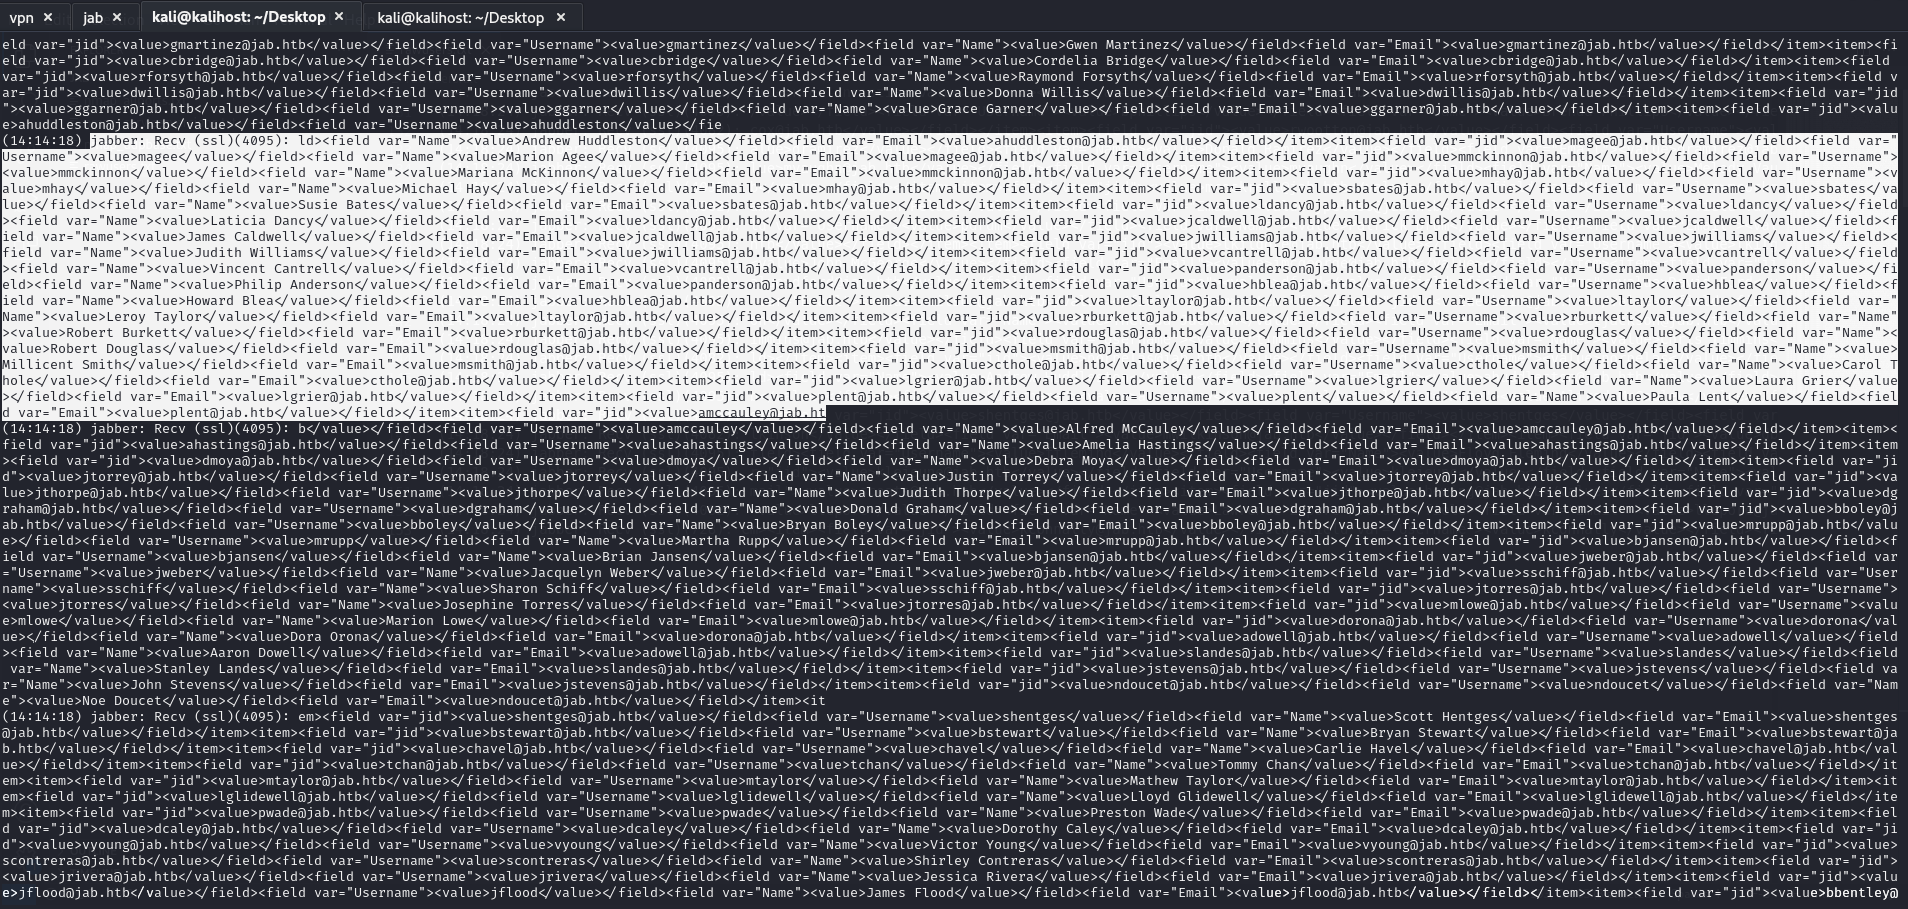 vpn × jab × kali@kalihost: ~/Desktop × kali@kalihost: ~/Desktop ×
eld var="jid"><value>gmartinez@jab.htb</value></field><field var="Username"><value>gmartinez</value></field><field var="Name"><value>Gwen Martinez</value></field><field var="Email"><value>gmartinez@jab.htb</value></field></item><item><fi
eld var="jid"><value>cbridge@jab.htb</value></field><field var="Username"><value>cbridge</value></field><field var="Name"><value>Cordelia Bridge</value></field><field var="Email"><value>cbridge@jab.htb</value></field></item><item><field
var="jid"><value>rforsyth@jab.htb</value></field><field var="Username"><value>rforsyth</value></field><field var="Name"><value>Raymond Forsyth</value></field><field var="Email"><value>rforsyth@jab.htb</value></field></item><item><field v
ar="jid"><value>dwillis@jab.htb</value></field><field var="Username"><value>dwillis</value></field><field var="Name"><value>Donna Willis</value></field><field var="Email"><value>dwillis@jab.htb</value></field></item><item><field var="jid
"><value>ggarner@jab.htb</value></field><field var="Username"><value>ggarner</value></field><field var="Name"><value>Grace Garner</value></field><field var="Email"><value>ggarner@jab.htb</value></field></item><item><field var="jid"><valu
e>ahuddleston@jab.htb</value></field><field var="Username"><value>ahuddleston</value></fie
(14:14:18) jabber: Recv (ssl)(4095): ld><field var="Name"><value>Andrew Huddleston</value></field><field var="Email"><value>ahuddleston@jab.htb</value></field></item><item><field var="jid"><value>magee@jab.htb</value></field><field var="
Username"><value>magee</value></field><field var="Name"><value>Marion Agee</value></field><field var="Email"><value>magee@jab.htb</value></field></item><item><field var="jid"><value>mmckinnon@jab.htb</value></field><field var="Username">
<value>mmckinnon</value></field><field var="Name"><value>Mariana McKinnon</value></field><field var="Email"><value>mmckinnon@jab.htb</value></field></item><item><field var="jid"><value>mhay@jab.htb</value></field><field var="Username"><v
alue>mhay</value></field><field var="Name"><value>Michael Hay</value></field><field var="Email"><value>mhay@jab.htb</value></field></item><item><field var="jid"><value>sbates@jab.htb</value></field><field var="Username"><value>sbates</va
lue></field><field var="Name"><value>Susie Bates</value></field><field var="Email"><value>sbates@jab.htb</value></field></item><item><field var="jid"><value>ldancy@jab.htb</value></field><field var="Username"><value>ldancy</value></field
><field var="Name"><value>Laticia Dancy</value></field><field var="Email"><value>ldancy@jab.htb</value></field></item><item><field var="jid"><value>jcaldwell@jab.htb</value></field><field var="Username"><value>jcaldwell</value></field><f
ield var="Name"><value>James Caldwell</value></field><field var="Email"><value>jcaldwell@jab.htb</value></field></item><item><field var="jid"><value>jwilliams@jab.htb</value></field><field var="Username"><value>jwilliams</value></field><
field var="Name"><value>Judith Williams</value></field><field var="Email"><value>jwilliams@jab.htb</value></field></item><item><field var="jid"><value>vcantrell@jab.htb</value></field><field var="Username"><value>vcantrell</value></field
><field var="Name"><value>Vincent Cantrell</value></field><field var="Email"><value>vcantrell@jab.htb</value></field></item><item><field var="jid"><value>panderson@jab.htb</value></field><field var="Username"><value>panderson</value></fi
eld><field var="Name"><value>Philip Anderson</value></field><field var="Email"><value>panderson@jab.htb</value></field></item><item><field var="jid"><value>hblea@jab.htb</value></field><field var="Username"><value>hblea</value></field><f
ield var="Name"><value>Howard Blea</value></field><field var="Email"><value>hblea@jab.htb</value></field></item><item><field var="jid"><value>ltaylor@jab.htb</value></field><field var="Username"><value>ltaylor</value></field><field var="
Name"><value>Leroy Taylor</value></field><field var="Email"><value>ltaylor@jab.htb</value></field></item><item><field var="jid"><value>rburkett@jab.htb</value></field><field var="Username"><value>rburkett</value></field><field var="Name"
><value>Robert Burkett</value></field><field var="Email"><value>rburkett@jab.htb</value></field></item><item><field var="jid"><value>rdouglas@jab.htb</value></field><field var="Username"><value>rdouglas</value></field><field var="Name"><
value>Robert Douglas</value></field><field var="Email"><value>rdouglas@jab.htb</value></field></item><item><field var="jid"><value>msmith@jab.htb</value></field><field var="Username"><value>msmith</value></field><field var="Name"><value>
Millicent Smith</value></field><field var="Email"><value>msmith@jab.htb</value></field></item><item><field var="jid"><value>cthole@jab.htb</value></field><field var="Username"><value>cthole</value></field><field var="Name"><value>Carol T
hole</value></field><field var="Email"><value>cthole@jab.htb</value></field></item><item><field var="jid"><value>lgrier@jab.htb</value></field><field var="Username"><value>lgrier</value></field><field var="Name"><value>Laura Grier</value
></field><field var="Email"><value>lgrier@jab.htb</value></field></item><item><field var="jid"><value>plent@jab.htb</value></field><field var="Username"><value>plent</value></field><field var="Name"><value>Paula Lent</value></field><fiel
d var="Email"><value>plent@jab.htb</value></field></item><item><field var="jid"><value>amccauley@jab.ht
(14:14:18) jabber: Recv (ssl)(4095): b</value></field><field var="Username"><value>amccauley</value></field><field var="Name"><value>Alfred McCauley</value></field><field var="Email"><value>amccauley@jab.htb</value></field></item><item><
field var="jid"><value>ahastings@jab.htb</value></field><field var="Username"><value>ahastings</value></field><field var="Name"><value>Amelia Hastings</value></field><field var="Email"><value>ahastings@jab.htb</value></field></item><item
><field var="jid"><value>dmoya@jab.htb</value></field><field var="Username"><value>dmoya</value></field><field var="Name"><value>Debra Moya</value></field><field var="Email"><value>dmoya@jab.htb</value></field></item><item><field var="ji
d"><value>jtorrey@jab.htb</value></field><field var="Username"><value>jtorrey</value></field><field var="Name"><value>Justin Torrey</value></field><field var="Email"><value>jtorrey@jab.htb</value></field></item><item><field var="jid"><va
lue>jthorpe@jab.htb</value></field><field var="Username"><value>jthorpe</value></field><field var="Name"><value>Judith Thorpe</value></field><field var="Email"><value>jthorpe@jab.htb</value></field></item><item><field var="jid"><value>dg
raham@jab.htb</value></field><field var="Username"><value>dgraham</value></field><field var="Name"><value>Donald Graham</value></field><field var="Email"><value>dgraham@jab.htb</value></field></item><item><field var="jid"><value>bboley@j
ab.htb</value></field><field var="Username"><value>bboley</value></field><field var="Name"><value>Bryan Boley</value></field><field var="Email"><value>bboley@jab.htb</value></field></item><item><field var="jid"><value>mrupp@jab.htb</valu
e></field><field var="Username"><value>mrupp</value></field><field var="Name"><value>Martha Rupp</value></field><field var="Email"><value>mrupp@jab.htb</value></field></item><item><field var="jid"><value>bjansen@jab.htb</value></field><f
ield var="Username"><value>bjansen</value></field><field var="Name"><value>Brian Jansen</value></field><field var="Email"><value>bjansen@jab.htb</value></field></item><item><field var="jid"><value>jweber@jab.htb</value></field><field var
="Username"><value>jweber</value></field><field var="Name"><value>Jacquelyn Weber</value></field><field var="Email"><value>jweber@jab.htb</value></field></item><item><field var="jid"><value>sschiff@jab.htb</value></field><field var="User
name"><value>sschiff</value></field><field var="Name"><value>Sharon Schiff</value></field><field var="Email"><value>sschiff@jab.htb</value></field></item><item><field var="jid"><value>jtorres@jab.htb</value></field><field var="Username">
<value>jtorres</value></field><field var="Name"><value>Josephine Torres</value></field><field var="Email"><value>jtorres@jab.htb</value></field></item><item><field var="jid"><value>mlowe@jab.htb</value></field><field var="Username"><valu
e>mlowe</value></field><field var="Name"><value>Marion Lowe</value></field><field var="Email"><value>mlowe@jab.htb</value></field></item><item><field var="jid"><value>dorona@jab.htb</value></field><field var="Username"><value>dorona</val
ue></field><field var="Name"><value>Dora Orona</value></field><field var="Email"><value>dorona@jab.htb</value></field></item><item><field var="jid"><value>adowell@jab.htb</value></field><field var="Username"><value>adowell</value></field
><field var="Name"><value>Aaron Dowell</value></field><field var="Email"><value>adowell@jab.htb</value></field></item><item><field var="jid"><value>slandes@jab.htb</value></field><field var="Username"><value>slandes</value></field><field
 var="Name"><value>Stanley Landes</value></field><field var="Email"><value>slandes@jab.htb</value></field></item><item><field var="jid"><value>jstevens@jab.htb</value></field><field var="Username"><value>jstevens</value></field><field va
r="Name"><value>John Stevens</value></field><field var="Email"><value>jstevens@jab.htb</value></field></item><item><field var="jid"><value>ndoucet@jab.htb</value></field><field var="Username"><value>ndoucet</value></field><field var="Nam
e"><value>Noe Doucet</value></field><field var="Email"><value>ndoucet@jab.htb</value></field></item><it
(14:14:18) jabber: Recv (ssl)(4095): em><field var="jid"><value>shentges@jab.htb</value></field><field var="Username"><value>shentges</value></field><field var="Name"><value>Scott Hentges</value></field><field var="Email"><value>shentges
@jab.htb</value></field></item><item><field var="jid"><value>bstewart@jab.htb</value></field><field var="Username"><value>bstewart</value></field><field var="Name"><value>Bryan Stewart</value></field><field var="Email"><value>bstewart@ja
b.htb</value></field></item><item><field var="jid"><value>chavel@jab.htb</value></field><field var="Username"><value>chavel</value></field><field var="Name"><value>Carlie Havel</value></field><field var="Email"><value>chavel@jab.htb</val
ue></field></item><item><field var="jid"><value>tchan@jab.htb</value></field><field var="Username"><value>tchan</value></field><field var="Name"><value>Tommy Chan</value></field><field var="Email"><value>tchan@jab.htb</value></field></it
em><item><field var="jid"><value>mtaylor@jab.htb</value></field><field var="Username"><value>mtaylor</value></field><field var="Name"><value>Mathew Taylor</value></field><field var="Email"><value>mtaylor@jab.htb</value></field></item><it
em><field var="jid"><value>lglidewell@jab.htb</value></field><field var="Username"><value>lglidewell</value></field><field var="Name"><value>Lloyd Glidewell</value></field><field var="Email"><value>lglidewell@jab.htb</value></field></ite
m><item><field var="jid"><value>pwade@jab.htb</value></field><field var="Username"><value>pwade</value></field><field var="Name"><value>Preston Wade</value></field><field var="Email"><value>pwade@jab.htb</value></field></item><item><fiel
d var="jid"><value>dcaley@jab.htb</value></field><field var="Username"><value>dcaley</value></field><field var="Name"><value>Dorothy Caley</value></field><field var="Email"><value>dcaley@jab.htb</value></field></item><item><field var="ji
d"><value>vyoung@jab.htb</value></field><field var="Username"><value>vyoung</value></field><field var="Name"><value>Victor Young</value></field><field var="Email"><value>vyoung@jab.htb</value></field></item><item><field var="jid"><value>
scontreras@jab.htb</value></field><field var="Username"><value>scontreras</value></field><field var="Name"><value>Shirley Contreras</value></field><field var="Email"><value>scontreras@jab.htb</value></field></item><item><field var="jid">
<value>jrivera@jab.htb</value></field><field var="Username"><value>jrivera</value></field><field var="Name"><value>Jessica Rivera</value></field><field var="Email"><value>jrivera@jab.htb</value></field></item><item><field var="jid"><valu
e>jflood@jab.htb</value></field><field var="Username"><value>jflood</value></field><field var="Name"><value>James Flood</value></field><field var="Email"><value>jflood@jab.htb</value></field></item><item><field var="jid"><value>bbentley@